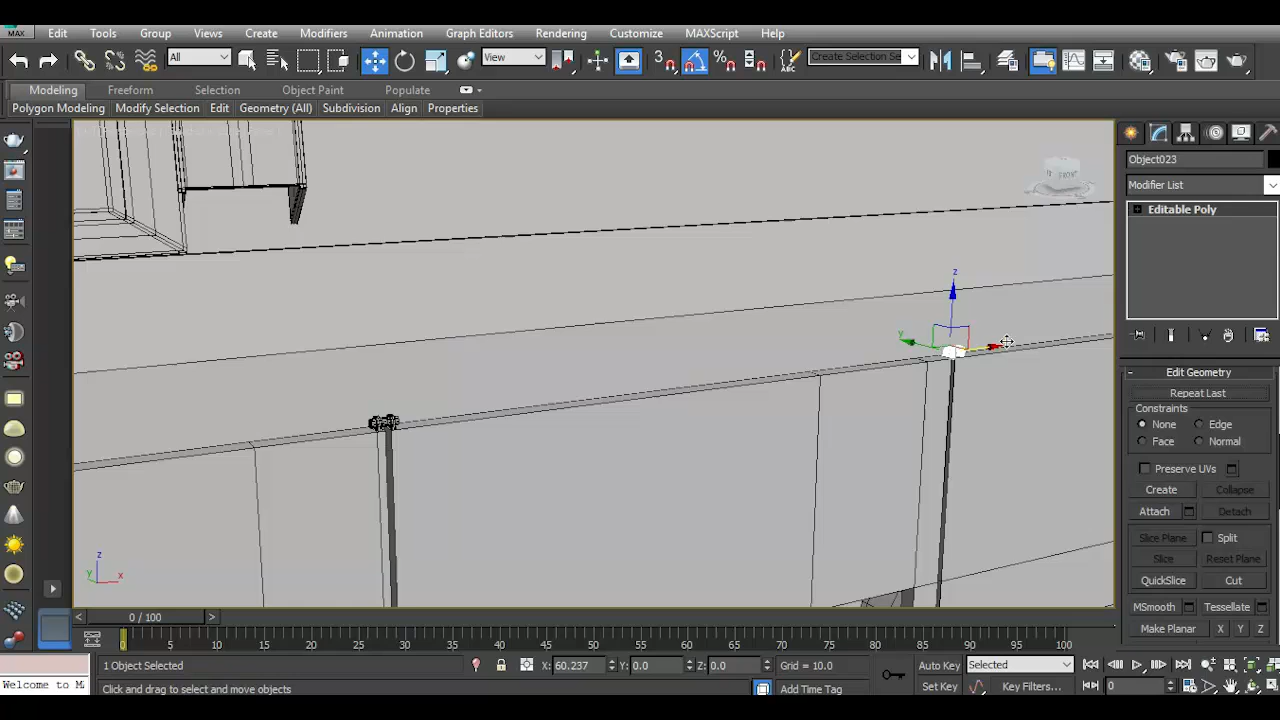 MAX Edit Tools Group Views Create Modifiers Animation Graph Editors Rendering Customize MAXScript Help
All View 3 Create Selection Se
ABC
Modeling Freeform Selection Object Paint Populate
Polygon Modeling Modify Selection Edit Geometry (All) Subdivision Align Properties
FRONT
Object023
Modifier List
Editable Poly
z
y
Edit Geometry
Repeat Last
Constraints
None Edge
Face Normal
Preserve UVs
Create Collapse
Attach Detach
Slice Plane Split
Slice Reset Plane
QuickSlice Cut
MSmooth Tessellate
Make Planar X Y Z
z
y x
< 0 / 100 >
0 5 10 15 20 25 30 35 40 45 50 55 60 65 70 75 80 85 90 95 100
1 Object Selected X: 60.237 Y: 0.0 Z: 0.0 Grid = 10.0 Auto Key Selected
Welcome to M Click and drag to select and move objects Add Time Tag Set Key Key Filters... 0